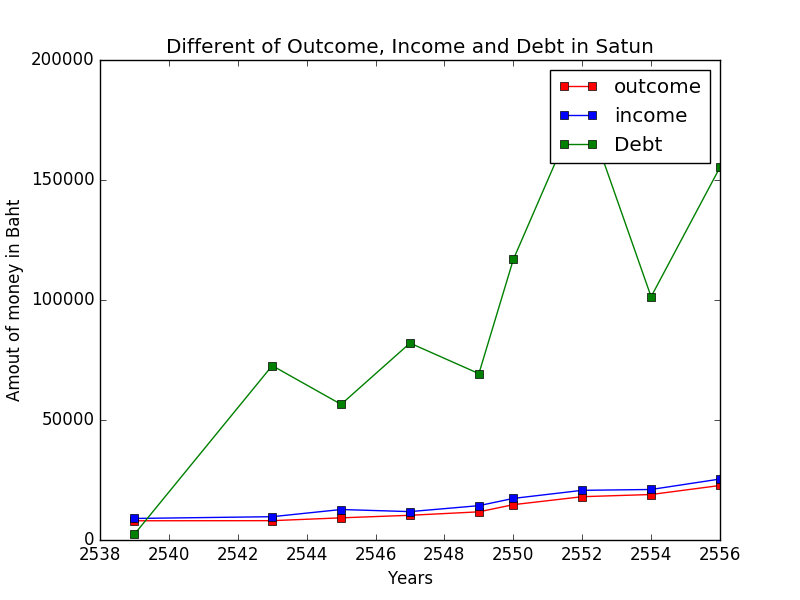 Different of Outcome, Income and Debt in Satun
outcome
income
Debt
200000
150000
100000
50000
0
Amout of money in Baht
2538 2540 2542 2544 2546 2548 2550 2552 2554 2556
Years